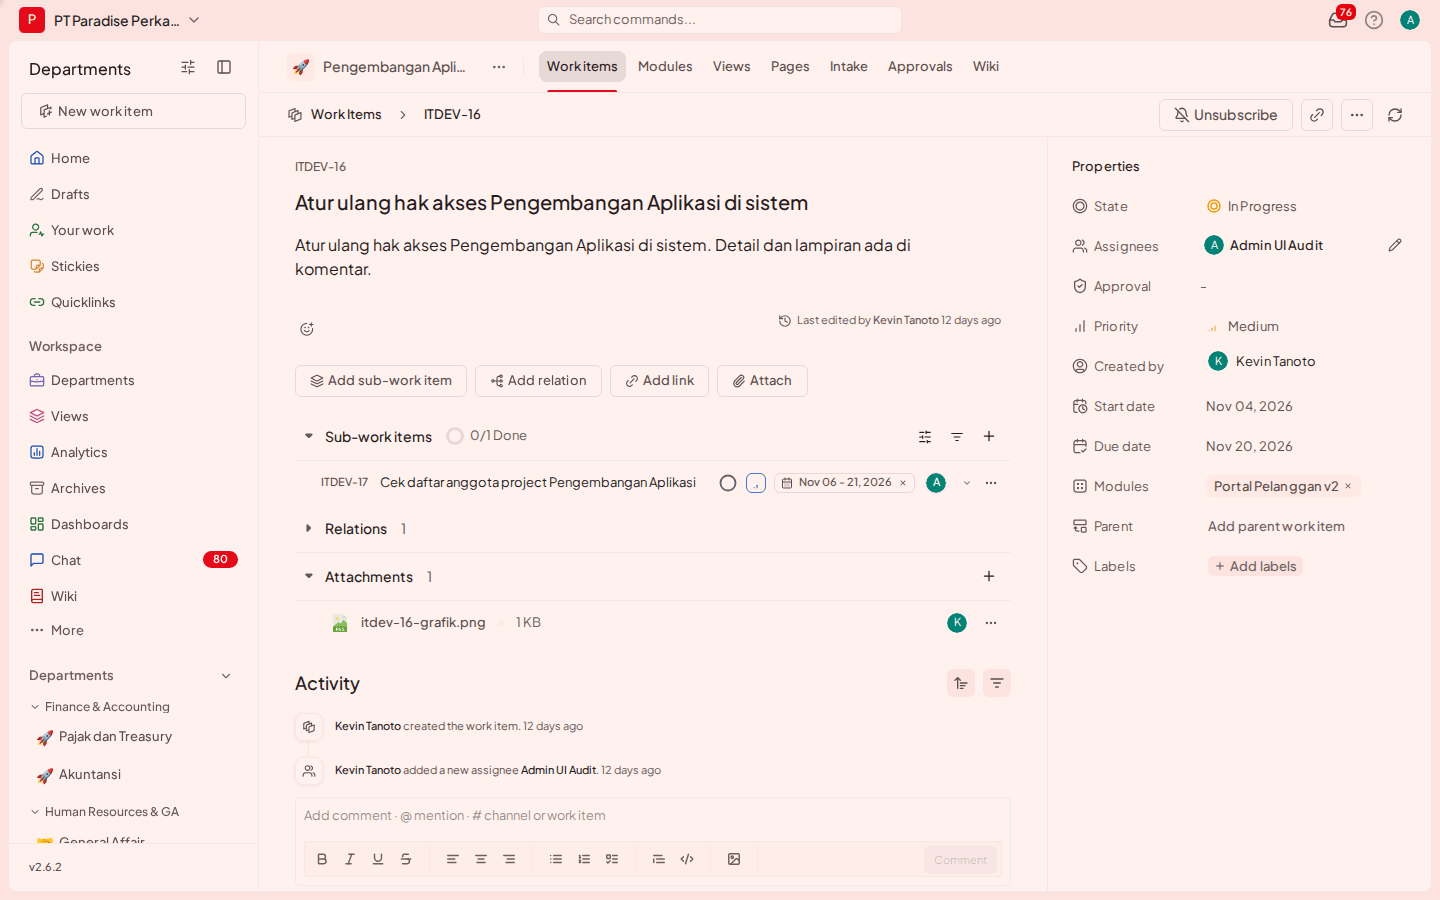 P PT Paradise Perka...
Search commands...
76
A
Departments
New work item
Home
Drafts
Your work
Stickies
Quicklinks
Workspace
Departments
Views
Analytics
Archives
Dashboards
Chat 80
Wiki
More
Departments
Finance & Accounting
Pajak dan Treasury
Akuntansi
Human Resources & GA
General Affair
v2.6.2
Pengembangan Apli...
Work items Modules Views Pages Intake Approvals Wiki
Work Items ITDEV-16
Unsubscribe
ITDEV-16
Atur ulang hak akses Pengembangan Aplikasi di sistem
Atur ulang hak akses Pengembangan Aplikasi di sistem. Detail dan lampiran ada di
komentar.
Last edited by Kevin Tanoto 12 days ago
Add sub-work item Add relation Add link Attach
Sub-work items 0/1 Done
ITDEV-17 Cek daftar anggota project Pengembangan Aplikasi Nov 06 - 21, 2026 × A
Relations 1
Attachments 1
itdev-16-grafik.png 1 KB K
Activity
Kevin Tanoto created the work item. 12 days ago
Kevin Tanoto added a new assignee Admin UI Audit. 12 days ago
Add comment · @ mention · # channel or work item
Comment
Properties
State In Progress
Assignees A Admin UI Audit
Approval –
Priority Medium
Created by K Kevin Tanoto
Start date Nov 04, 2026
Due date Nov 20, 2026
Modules Portal Pelanggan v2 ×
Parent Add parent work item
Labels + Add labels